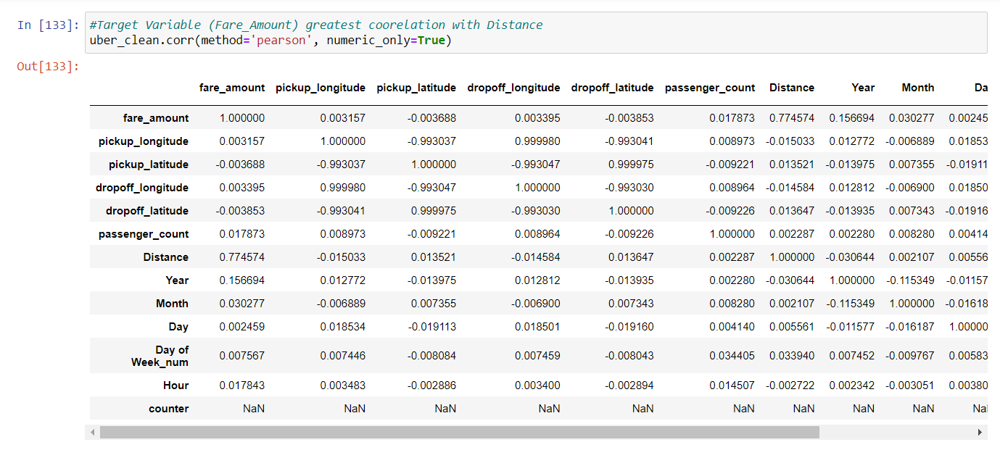 In [133]: #Target Variable (Fare_Amount) greatest coorelation with Distance
uber_clean.corr(method='pearson', numeric_only=True)
Out[133]:
fare_amount pickup_longitude pickup_latitude dropoff_longitude dropoff_latitude passenger_count Distance Year Month Da
fare_amount 1.000000 0.003157 -0.003688 0.003395 -0.003853 0.017873 0.774574 0.156694 0.030277 0.00245
pickup_longitude 0.003157 1.000000 -0.993037 0.999980 -0.993041 0.008973 -0.015033 0.012772 -0.006889 0.01853
pickup_latitude -0.003688 -0.993037 1.000000 -0.993047 0.999975 -0.009221 0.013521 -0.013975 0.007355 -0.01911
dropoff_longitude 0.003395 0.999980 -0.993047 1.000000 -0.993030 0.008964 -0.014584 0.012812 -0.006900 0.01850
dropoff_latitude -0.003853 -0.993041 0.999975 -0.993030 1.000000 -0.009226 0.013647 -0.013935 0.007343 -0.01916
passenger_count 0.017873 0.008973 -0.009221 0.008964 -0.009226 1.000000 0.002287 0.002280 0.008280 0.00414
Distance 0.774574 -0.015033 0.013521 -0.014584 0.013647 0.002287 1.000000 -0.030644 0.002107 0.00556
Year 0.156694 0.012772 -0.013975 0.012812 -0.013935 0.002280 -0.030644 1.000000 -0.115349 -0.01157
Month 0.030277 -0.006889 0.007355 -0.006900 0.007343 0.008280 0.002107 -0.115349 1.000000 -0.01618
Day 0.002459 0.018534 -0.019113 0.018501 -0.019160 0.004140 0.005561 -0.011577 -0.016187 1.00000
Day of
Week_num 0.007567 0.007446 -0.008084 0.007459 -0.008043 0.034405 0.033940 0.007452 -0.009767 0.00583
Hour 0.017843 0.003483 -0.002886 0.003400 -0.002894 0.014507 -0.002722 0.002342 -0.003051 0.00380
counter NaN NaN NaN NaN NaN NaN NaN NaN NaN Na